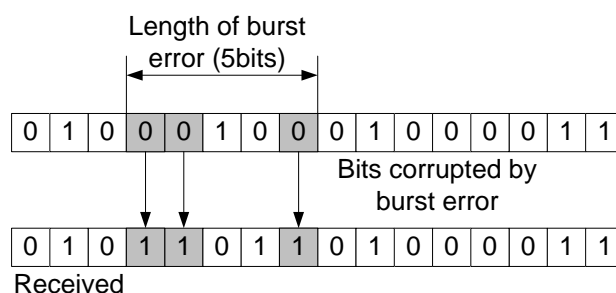 Length of burst
error (5bits)
0 1 0 0 0 1 0 0 0 1 0 0 0 0 1 1
Bits corrupted by
burst error
0 1 0 1 1 0 1 1 0 1 0 0 0 0 1 1
Received